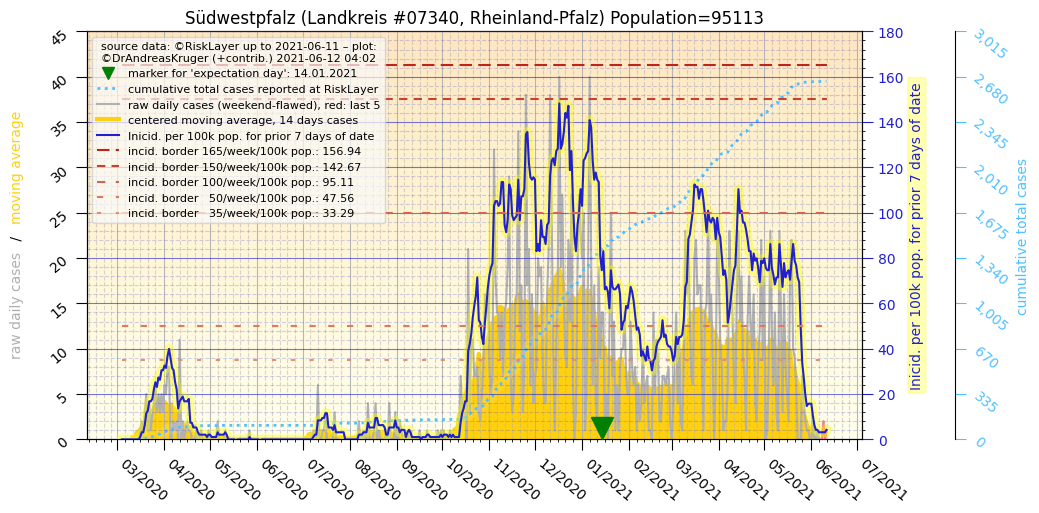 Südwestpfalz (Landkreis #07340, Rheinland-Pfalz) Population=95113
source data: ©RiskLayer up to 2021-06-11 – plot:
©DrAndreasKruger (+contrib.) 2021-06-12 04:02
marker for 'expectation day': 14.01.2021
cumulative total cases reported at RiskLayer
raw daily cases (weekend-flawed), red: last 5
centered moving average, 14 days cases
Inicid. per 100k pop. for prior 7 days of date
incid. border 165/week/100k pop.: 156.94
incid. border 150/week/100k pop.: 142.67
incid. border 100/week/100k pop.: 95.11
incid. border 50/week/100k pop.: 47.56
incid. border 35/week/100k pop.: 33.29
raw daily cases / moving average
45
40
35
30
25
20
15
10
5
0
03/2020
04/2020
05/2020
06/2020
07/2020
08/2020
09/2020
10/2020
11/2020
12/2020
01/2021
02/2021
03/2021
04/2021
05/2021
06/2021
07/2021
180
160
140
120
100
80
60
40
20
0
Inicid. per 100k pop. for prior 7 days of date
3,015
2,680
2,345
2,010
1,675
1,340
1,005
670
335
0
cumulative total cases